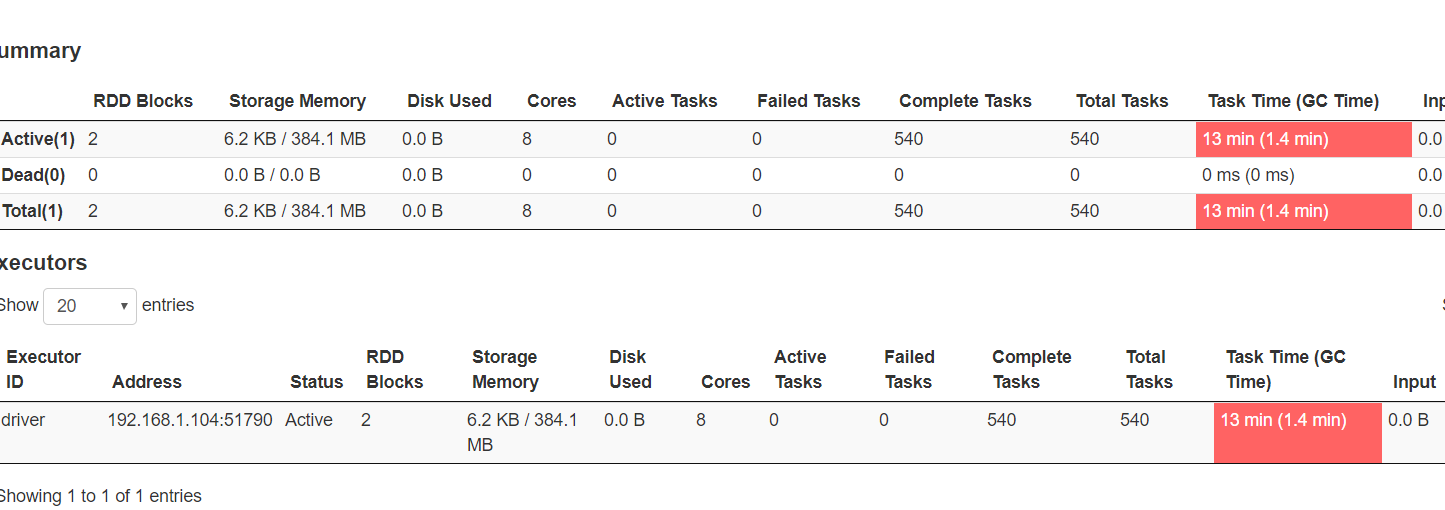 ummary
RDD Blocks Storage Memory Disk Used Cores Active Tasks Failed Tasks Complete Tasks Total Tasks Task Time (GC Time) Inp
Active(1) 2 6.2 KB / 384.1 MB 0.0 B 8 0 0 540 540 13 min (1.4 min) 0.0
Dead(0) 0 0.0 B / 0.0 B 0.0 B 0 0 0 0 0 0 ms (0 ms) 0.0
Total(1) 2 6.2 KB / 384.1 MB 0.0 B 8 0 0 540 540 13 min (1.4 min) 0.0
xecutors
Show 20 entries
Executor RDD Storage Disk Active Failed Complete Total Task Time (GC
ID Address Status Blocks Memory Used Cores Tasks Tasks Tasks Tasks Time) Input
driver 192.168.1.104:51790 Active 2 6.2 KB / 384.1 0.0 B 8 0 0 540 540 13 min (1.4 min) 0.0 B
MB
Showing 1 to 1 of 1 entries